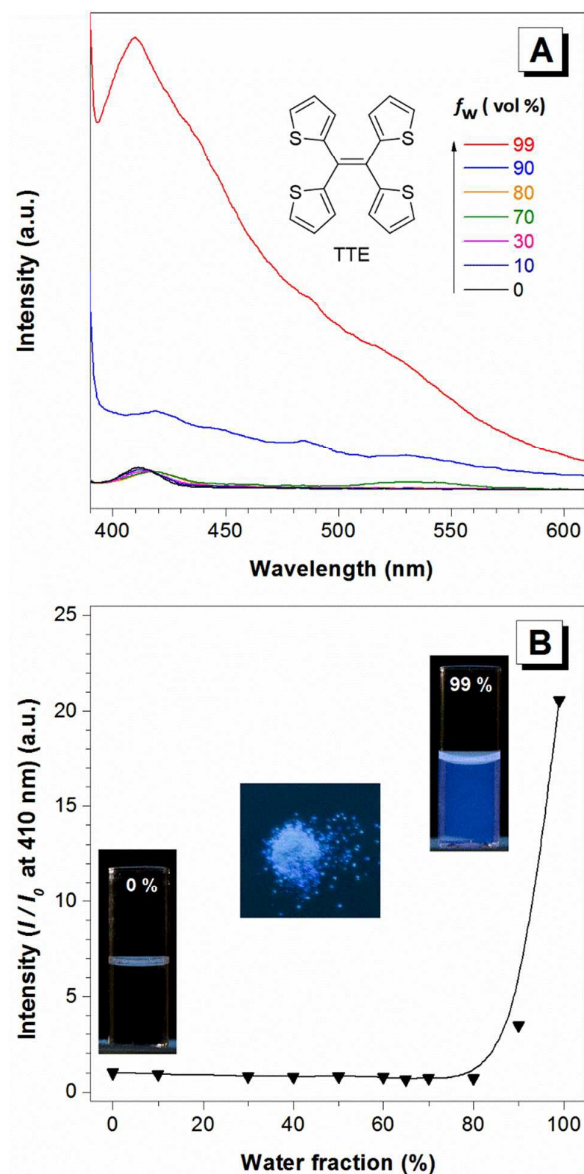 A
Intensity (a.u.)
S
S
S
S
TTE
fw ( vol %)
99
90
80
70
30
10
0
400
450
500
550
600
Wavelength (nm)
B
Intensity (I / I0 at 410 nm) (a.u.)
25
20
15
10
5
0
0 %
99 %
0
20
40
60
80
100
Water fraction (%)